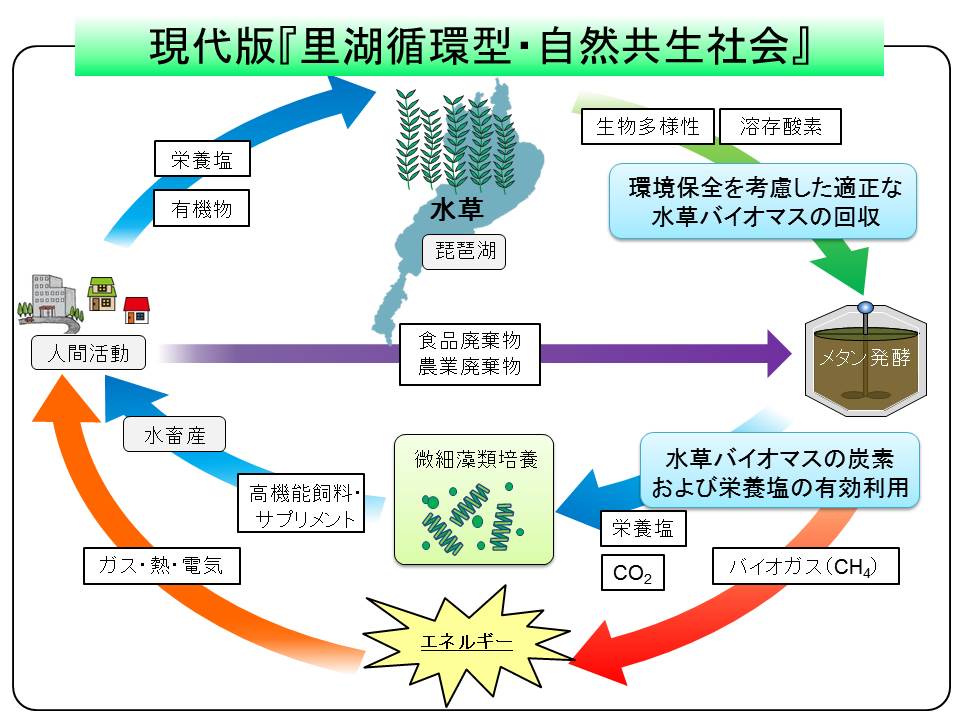 現代版『里湖循環型・自然共生社会』
栄養塩
有機物
水草
琵琶湖
生物多様性
溶存酸素
環境保全を考慮した適正な
水草バイオマスの回収
人間活動
食品廃棄物
農業廃棄物
メタン発酵
水畜産
高機能飼料・
サプリメント
微細藻類培養
水草バイオマスの炭素
および栄養塩の有効利用
栄養塩
CO₂
バイオガス(CH₄)
ガス・熱・電気
エネルギー